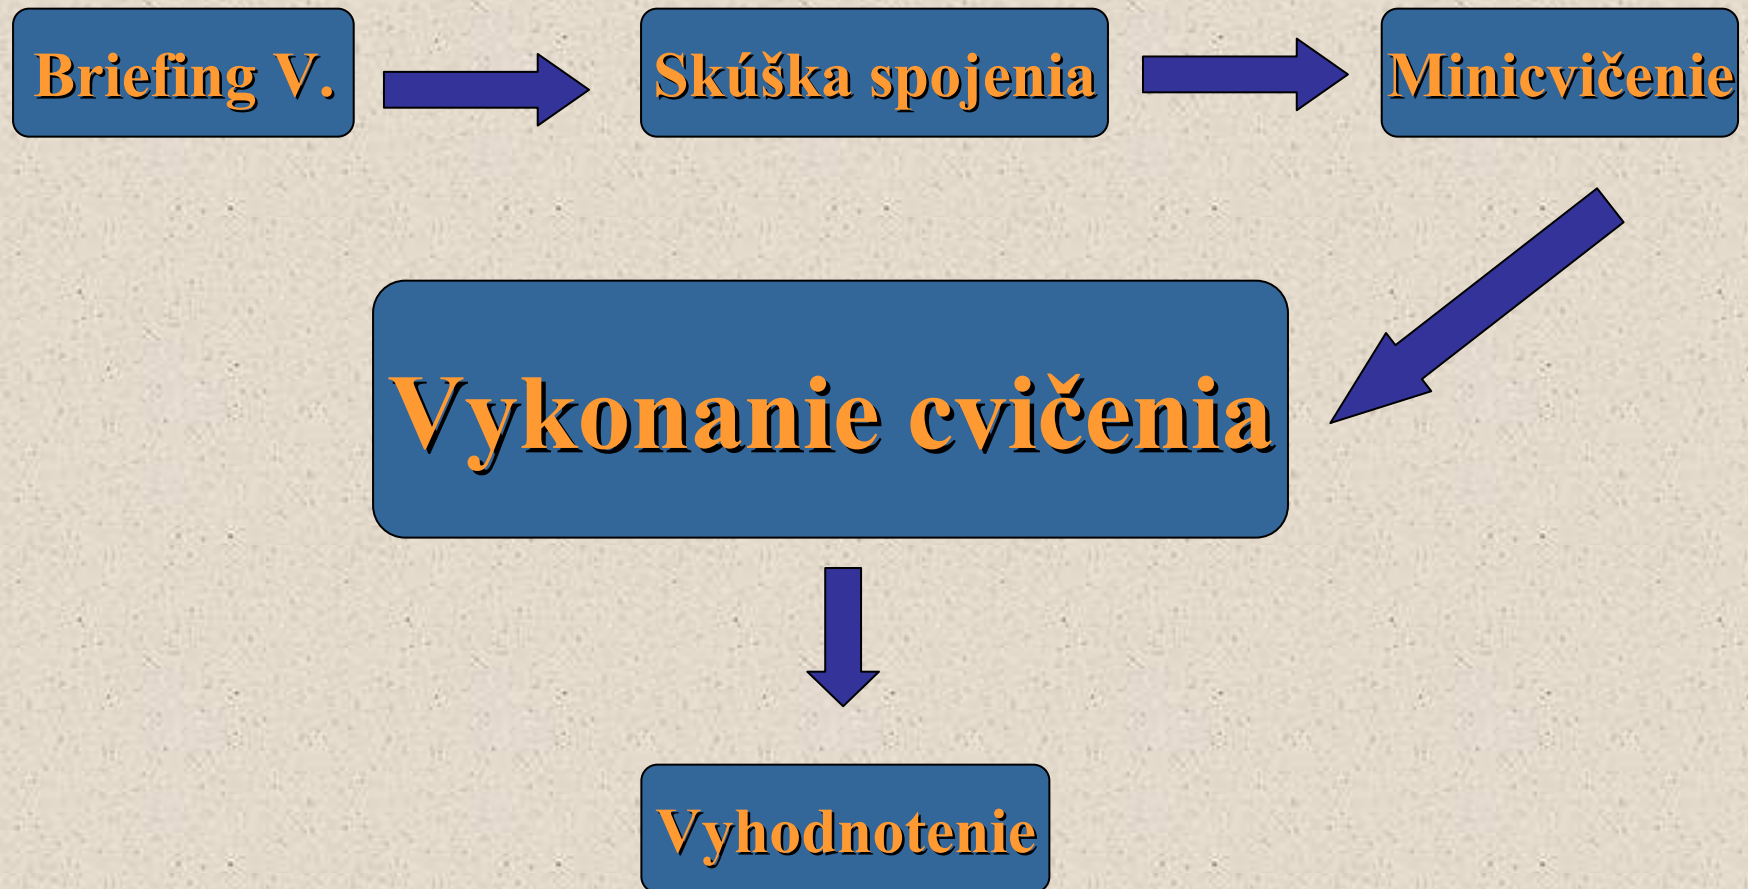 Briefing V.
Skúška spojenia
Minicvičenie
Vykonanie cvičenia
Vyhodnotenie